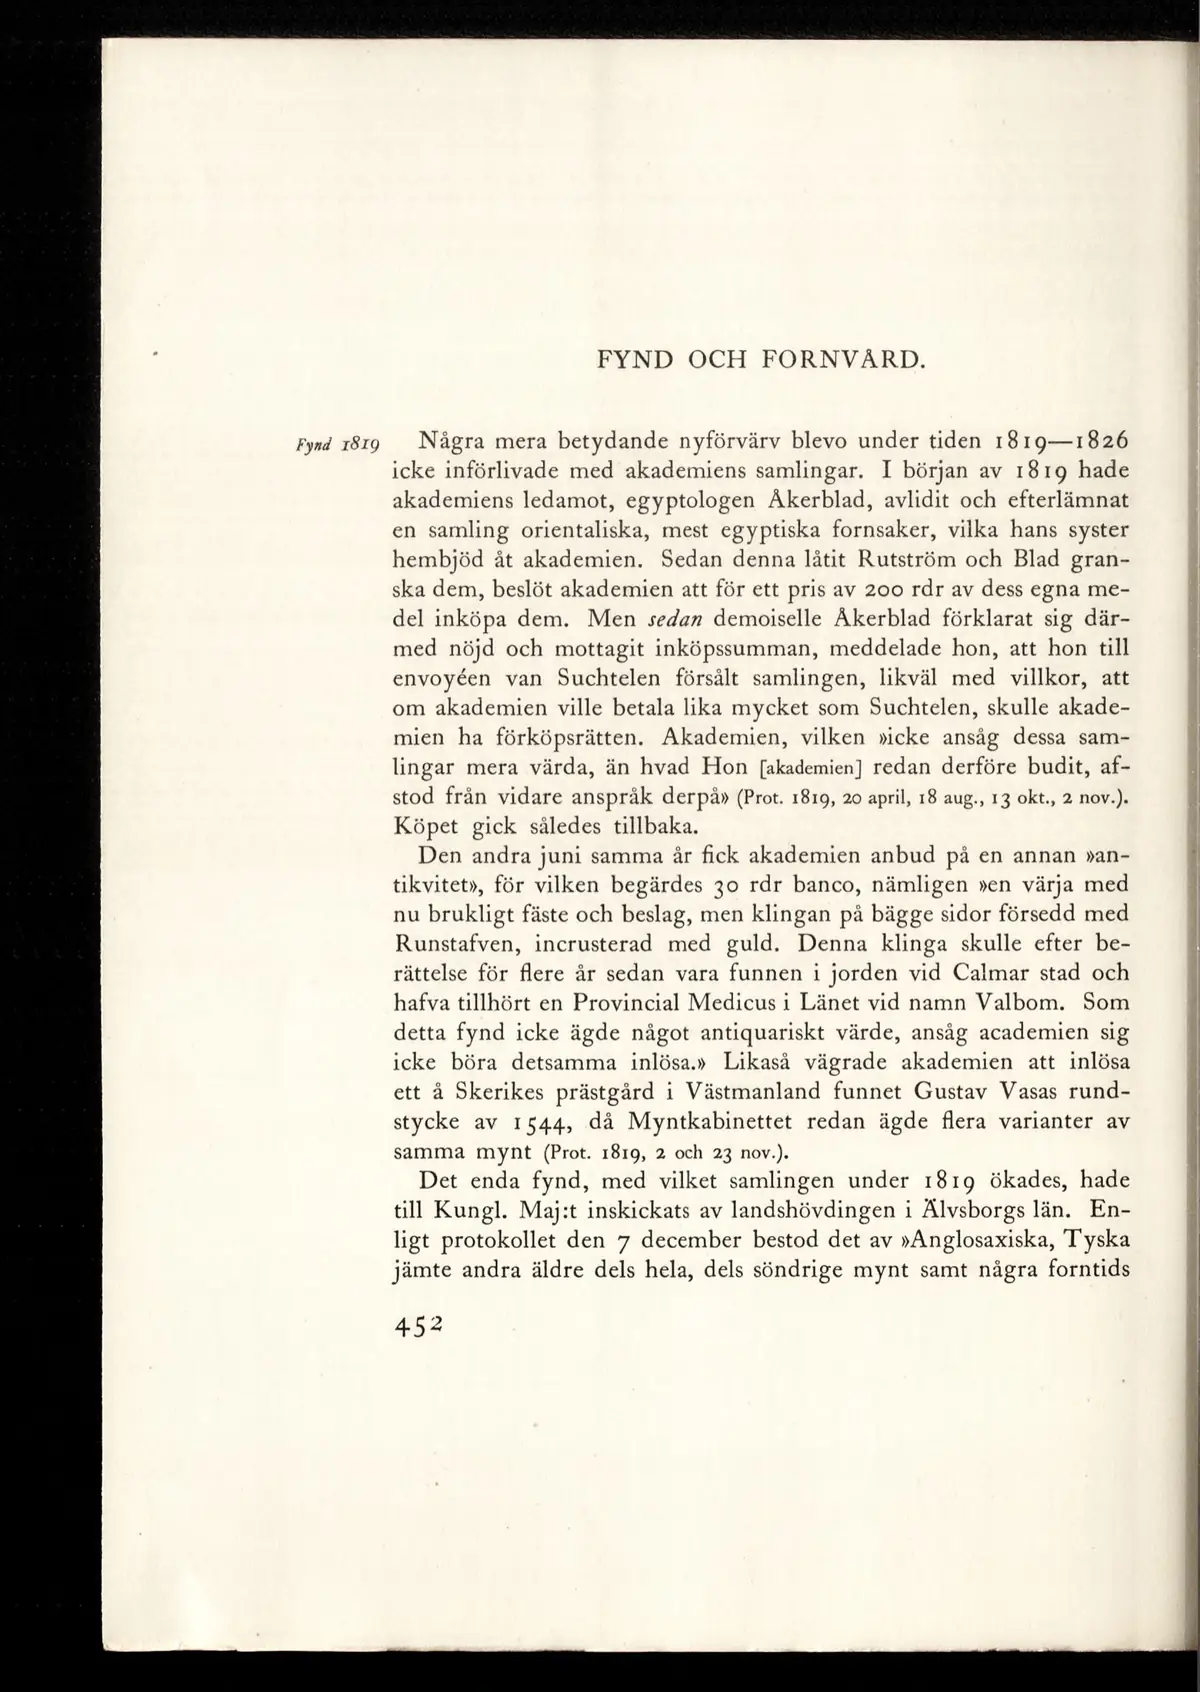 FYND OCH FORNVÅRD.
Fynd 1819
Några mera betydande nyförvärv blevo under tiden 1819—1826
icke införlivade med akademiens samlingar. I början av 1819 hade
akademiens ledamot, egyptologen Åkerblad, avlidit och efterlämnat
en samling orientaliska, mest egyptiska fornsaker, vilka hans syster
hembjöd åt akademien. Sedan denna låtit Rutström och Blad gran-
ska dem, beslöt akademien att för ett pris av 200 rdr av dess egna me-
del inköpa dem. Men sedan demoiselle Åkerblad förklarat sig där-
med nöjd och mottagit inköpssumman, meddelade hon, att hon till
envoyéen van Suchtelen försålt samlingen, likväl med villkor, att
om akademien ville betala lika mycket som Suchtelen, skulle akade-
mien ha förköpsrätten. Akademien, vilken »icke ansåg dessa sam-
lingar mera värda, än hvad Hon [akademien] redan derföre budit, af-
stod från vidare anspråk derpå» (Prot. 1819, 20 april, 18 aug., 13 okt., 2 nov.).
Köpet gick således tillbaka.
Den andra juni samma år fick akademien anbud på en annan »an-
tikvitet», för vilken begärdes 30 rdr banco, nämligen »en värja med
nu brukligt fäste och beslag, men klingan på bägge sidor försedd med
Runstafven, incrusterad med guld. Denna klinga skulle efter be-
rättelse för flere år sedan vara funnen i jorden vid Calmar stad och
hafva tillhört en Provincial Medicus i Länet vid namn Valbom. Som
detta fynd icke ägde något antiquariskt värde, ansåg academien sig
icke böra detsamma inlösa.» Likaså vägrade akademien att inlösa
ett å Skerikes prästgård i Västmanland funnet Gustav Vasas rund-
stycke av 1544, då Myntkabinettet redan ägde flera varianter av
samma mynt (Prot. 1819, 2 och 23 nov.).
Det enda fynd, med vilket samlingen under 1819 ökades, hade
till Kungl. Maj:t inskickats av landshövdingen i Älvsborgs län. En-
ligt protokollet den 7 december bestod det av »Anglosaxiska, Tyska
jämte andra äldre dels hela, dels söndrige mynt samt några forntids
452